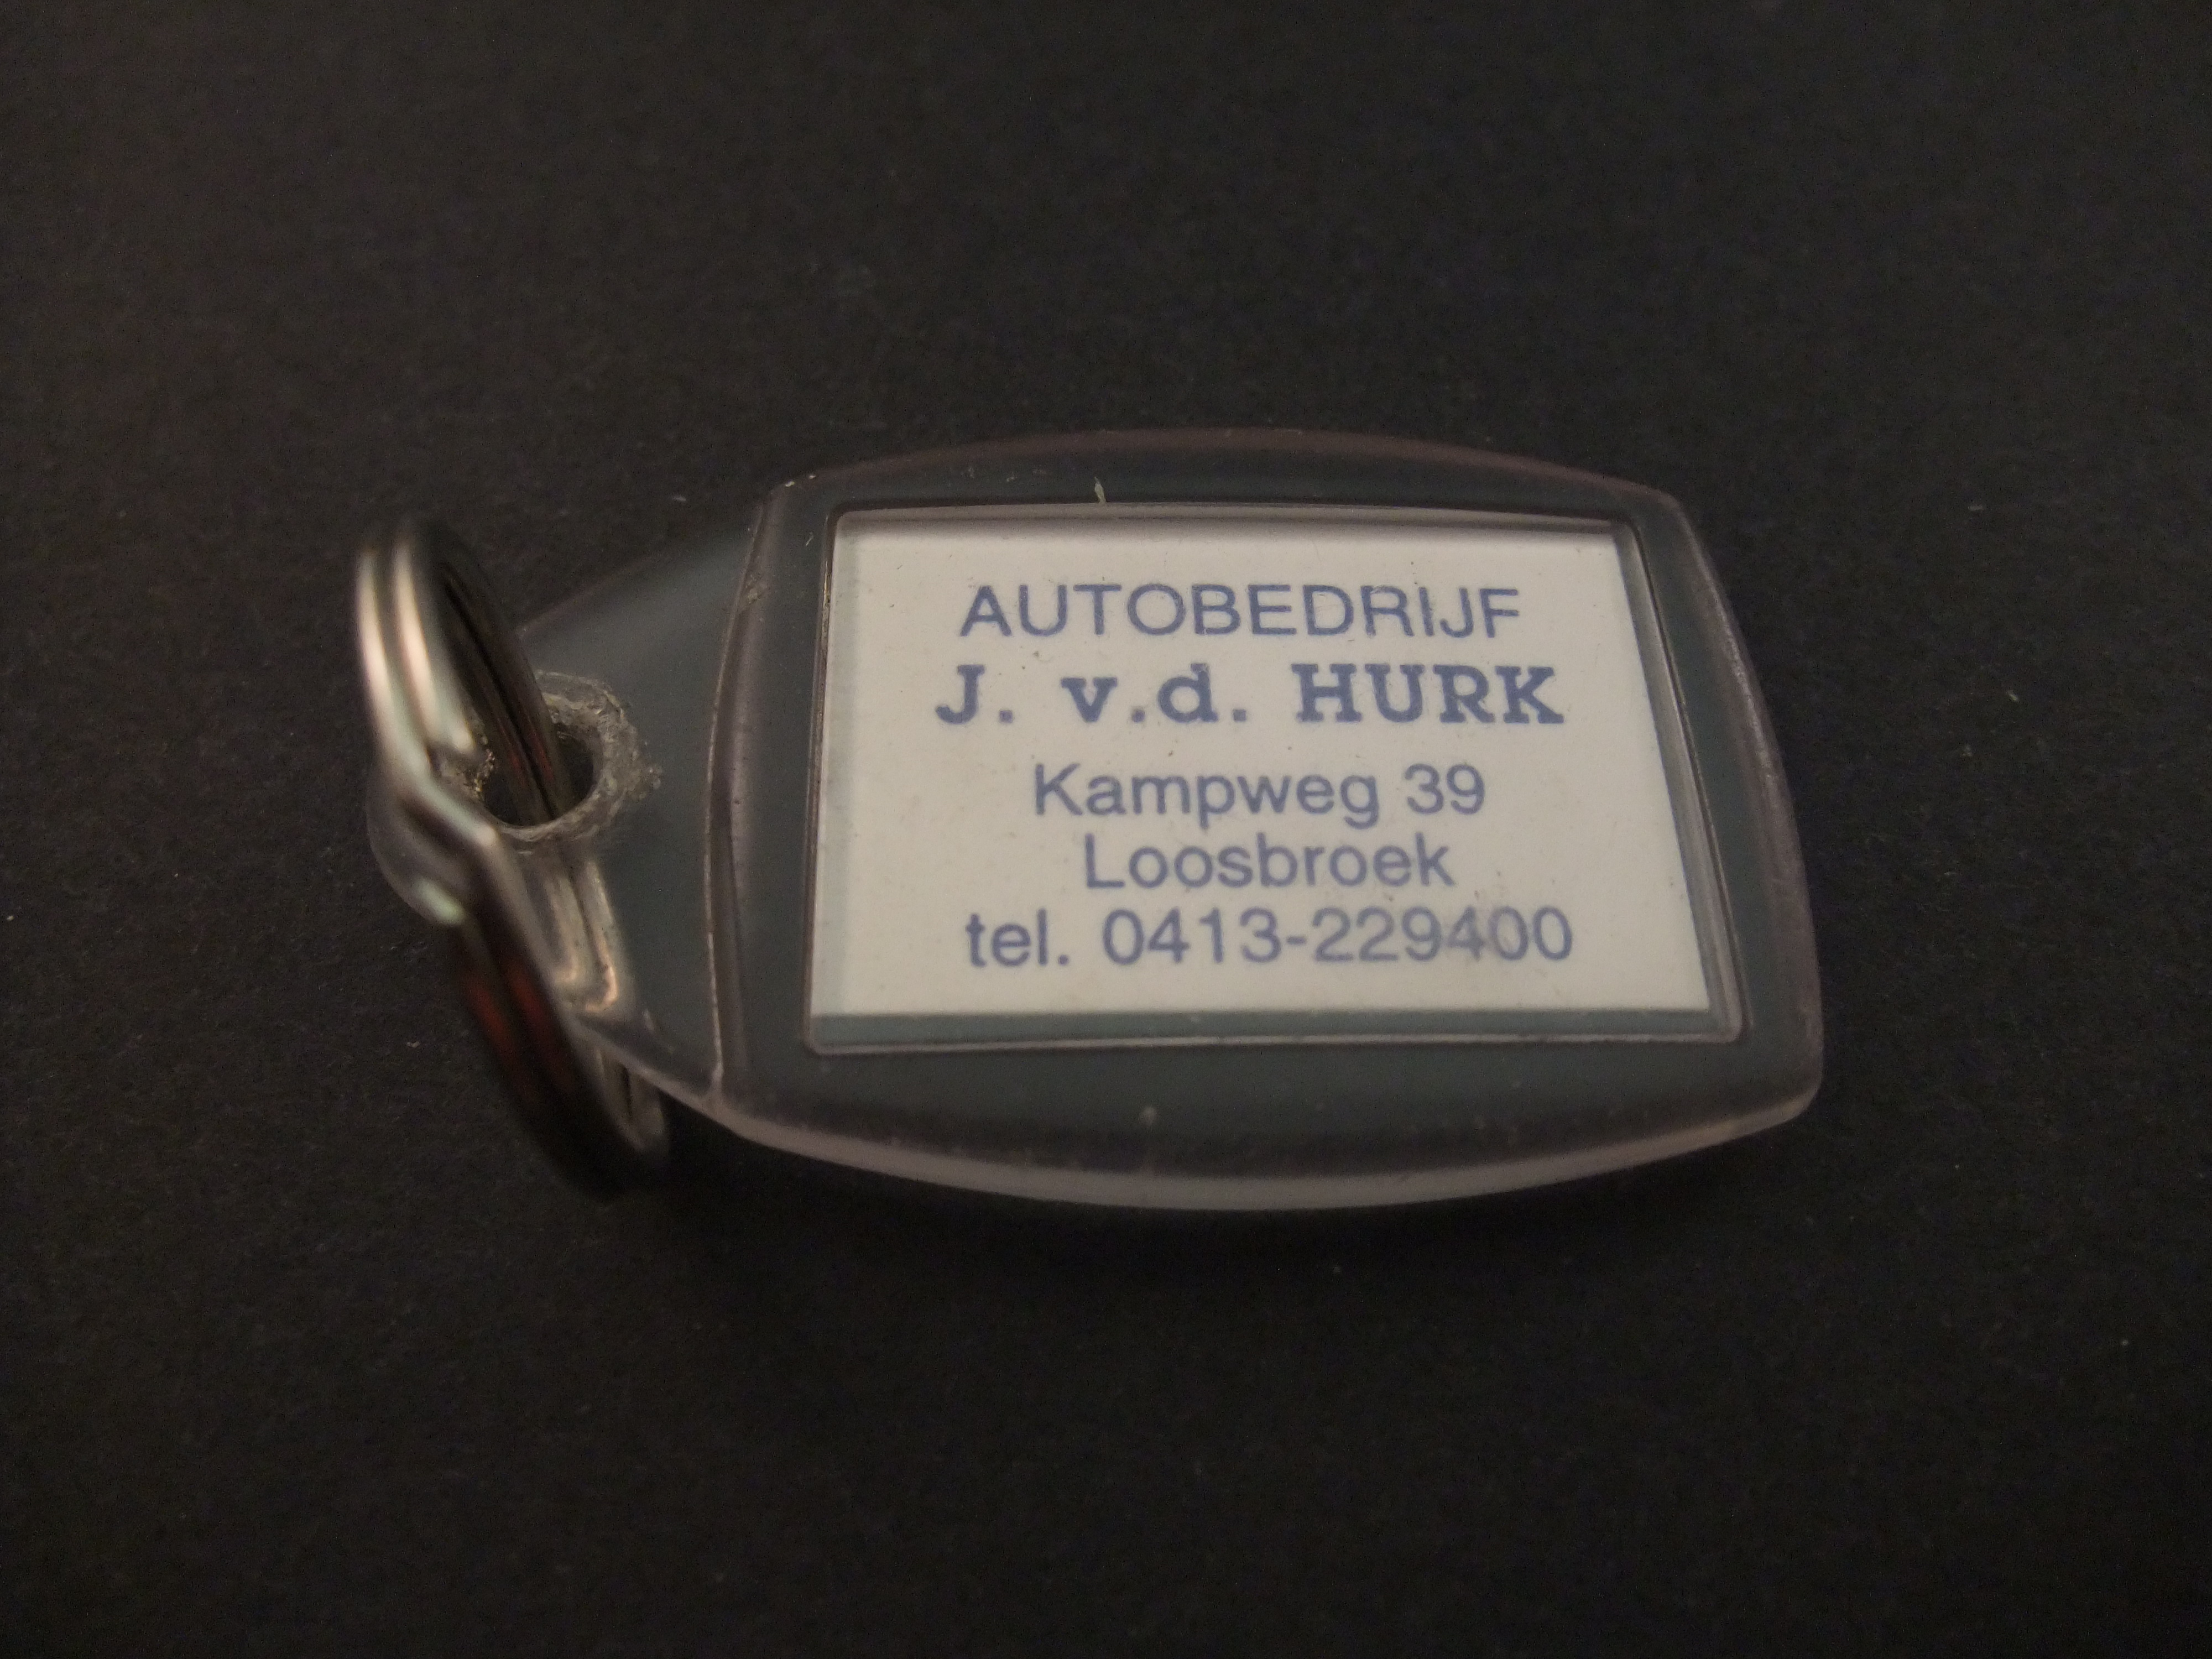 AUTOBEDRIJF
J. v.d. HURK
Kampweg 39
Loosbroek
tel. 0413-229400